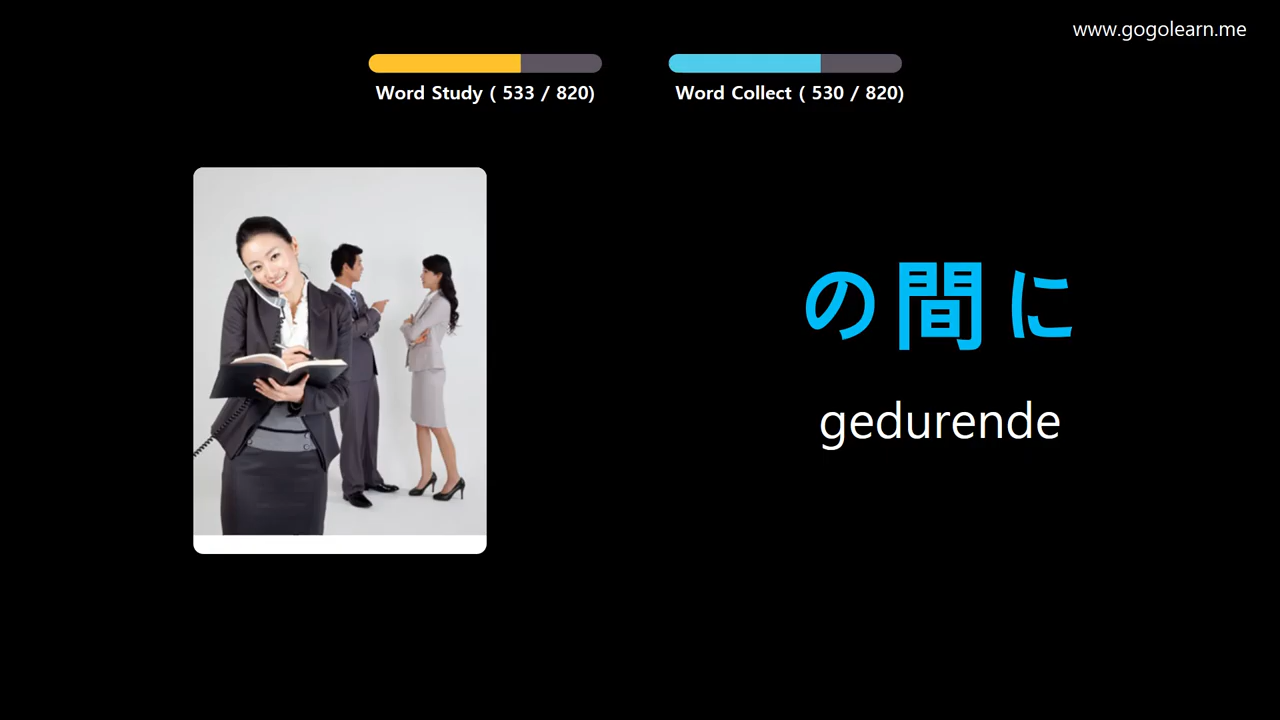 www.gogolearn.me
Word Study ( 533 / 820)
Word Collect ( 530 / 820)
の間に
gedurende